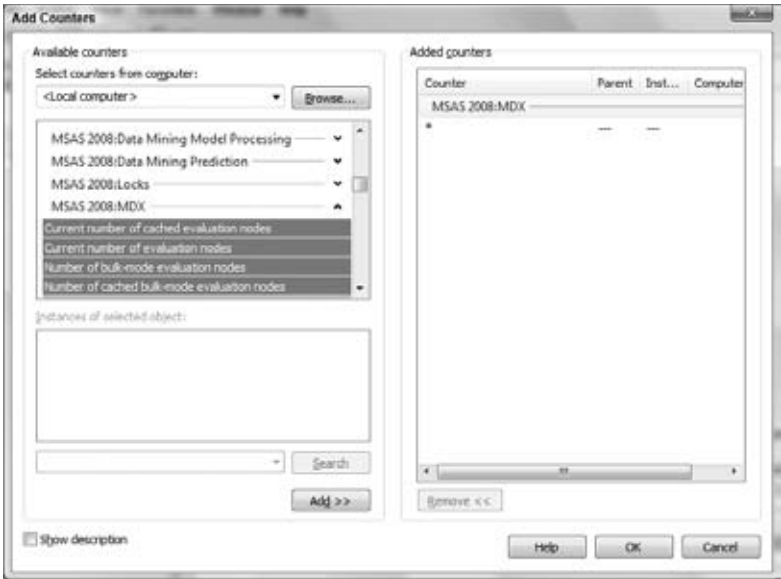 Add Counters
Available counters
Select counters from computer:
<Local computer>
Browse...
MSAS 2008:Data Mining Model Processing
MSAS 2008:Data Mining Prediction
MSAS 2008:Locks
MSAS 2008:MDX
Current number of cached evaluation nodes
Current number of evaluation nodes
Number of bulk-mode evaluation nodes
Number of cached bulk-mode evaluation nodes
Instances of selected object:
Search
Add >>
Show description
Added counters
Counter Parent Inst... Computer
MSAS 2008:MDX
* --- ---
Remove <<
Help OK Cancel